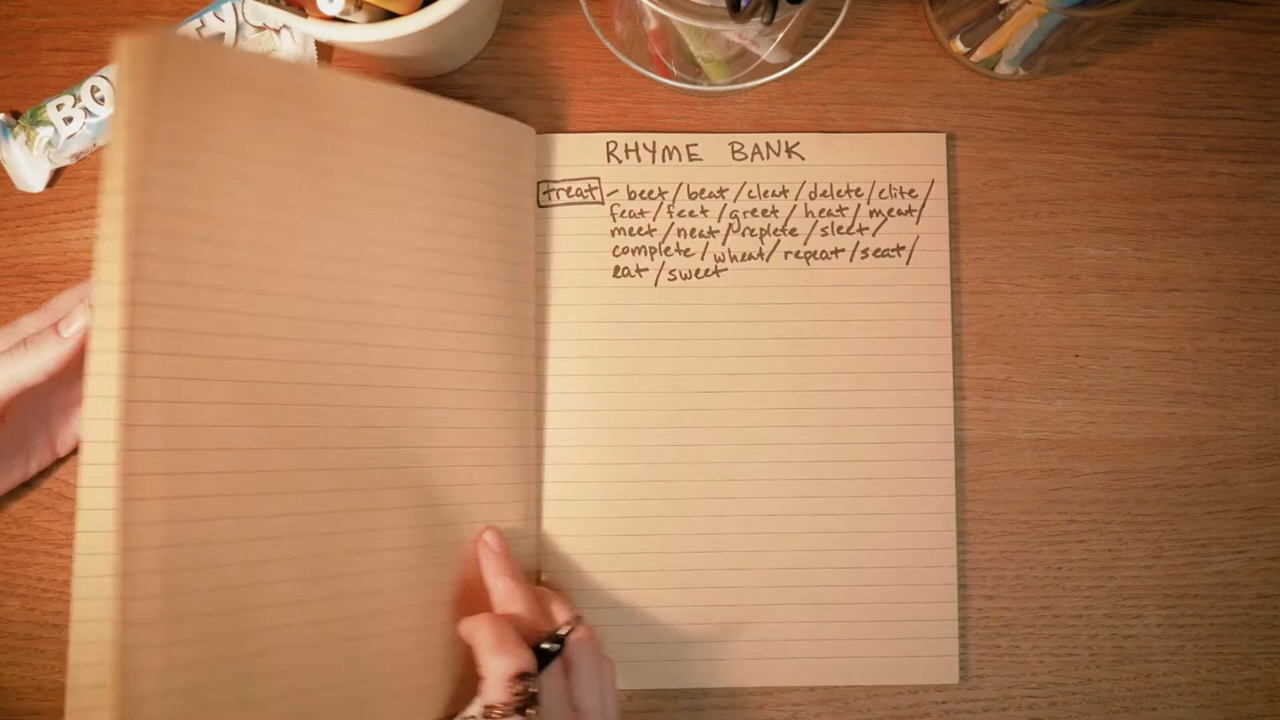 BO
RHYME BANK
treat - beet / beat / cleat / delete / elite /
feat / feet / greet / heat / meat /
meet / neat / replete / sleet /
complete / wheat / repeat / seat /
eat / sweet